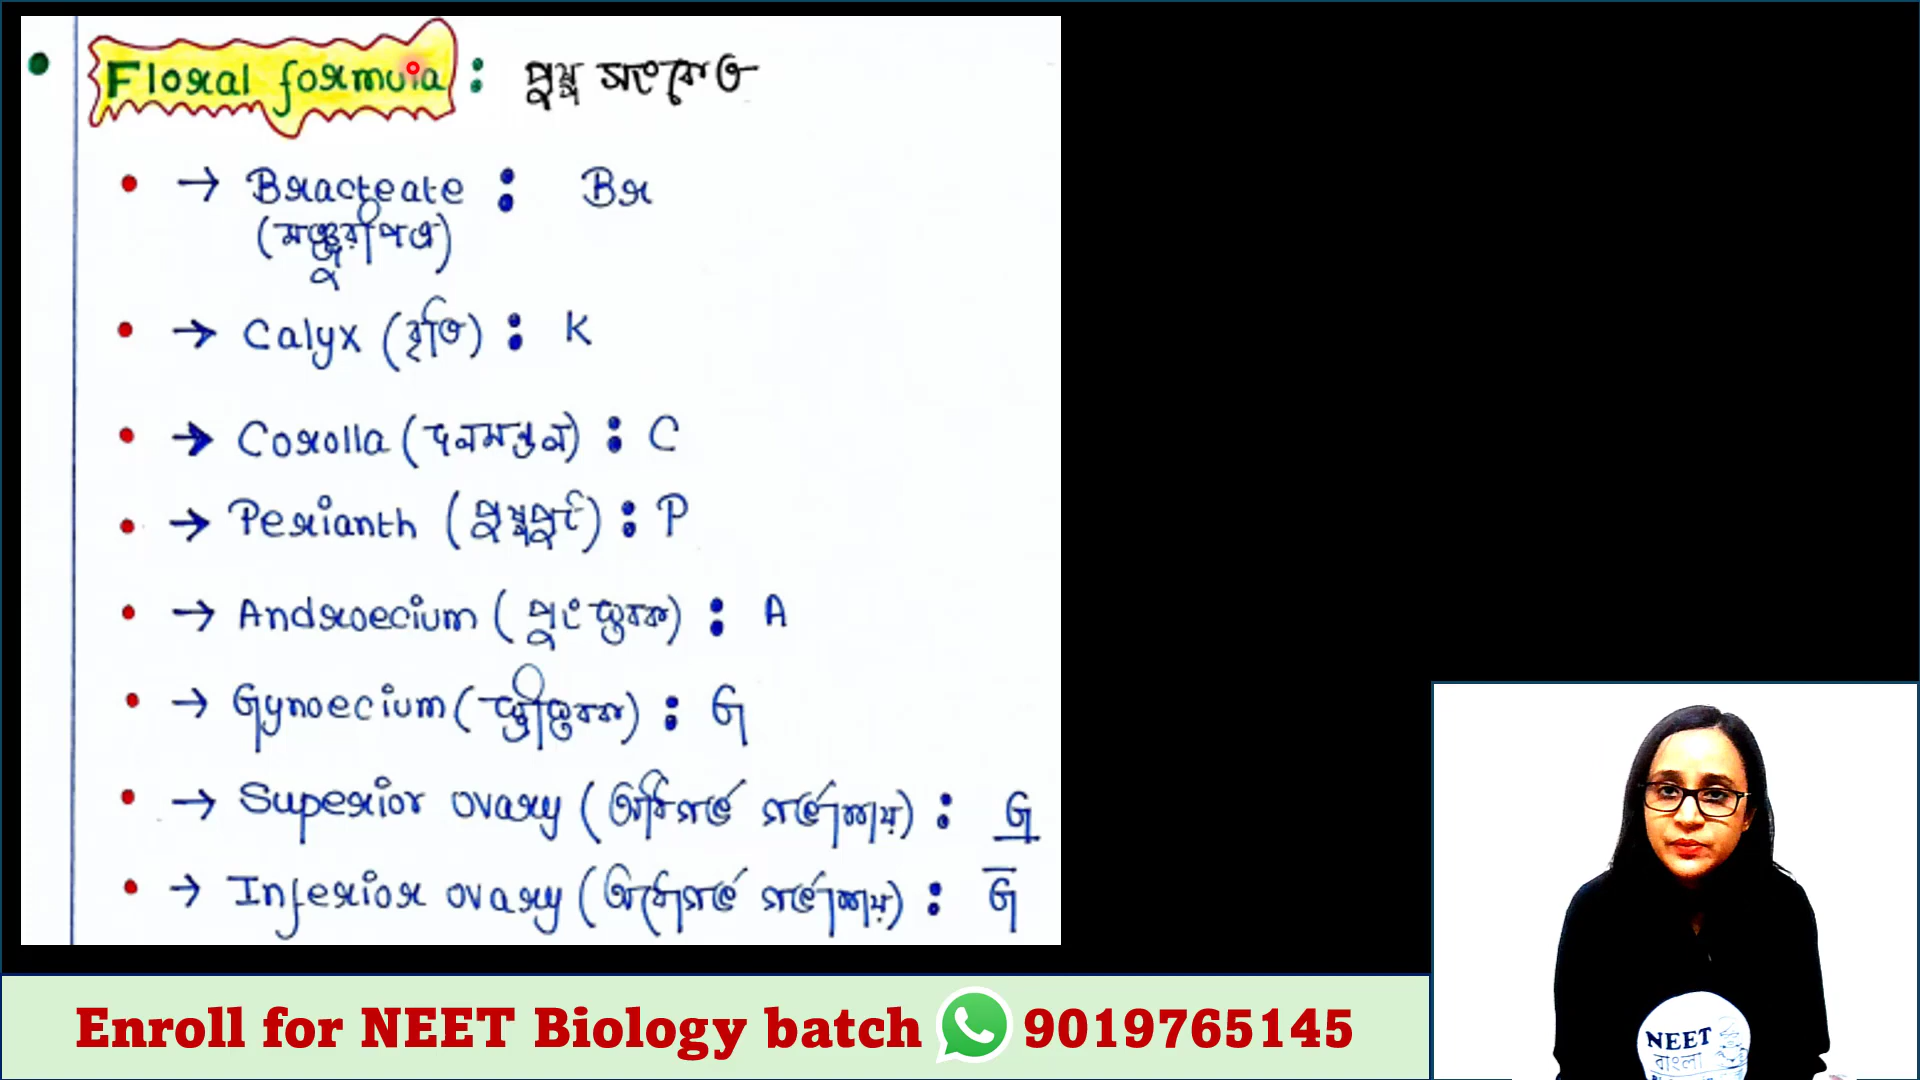 Floral formula : পুষ্প সংকেত
→ Bracteate : Br
(মঞ্জুরীপত্র)
→ Calyx (বৃতি) : K
→ Corolla (দলমণ্ডল) : C
→ Perianth (পুষ্পপুট) : P
→ Androecium (পুং স্তবক) : A
→ Gynoecium (স্ত্রীস্তবক) : G
→ Superior ovary (অধিগর্ভ গর্ভাশয়) : G̲
→ Inferior ovary (অধোগর্ভ গর্ভাশয়) : G̅
Enroll for NEET Biology batch 9019765145
NEET
বাংলা